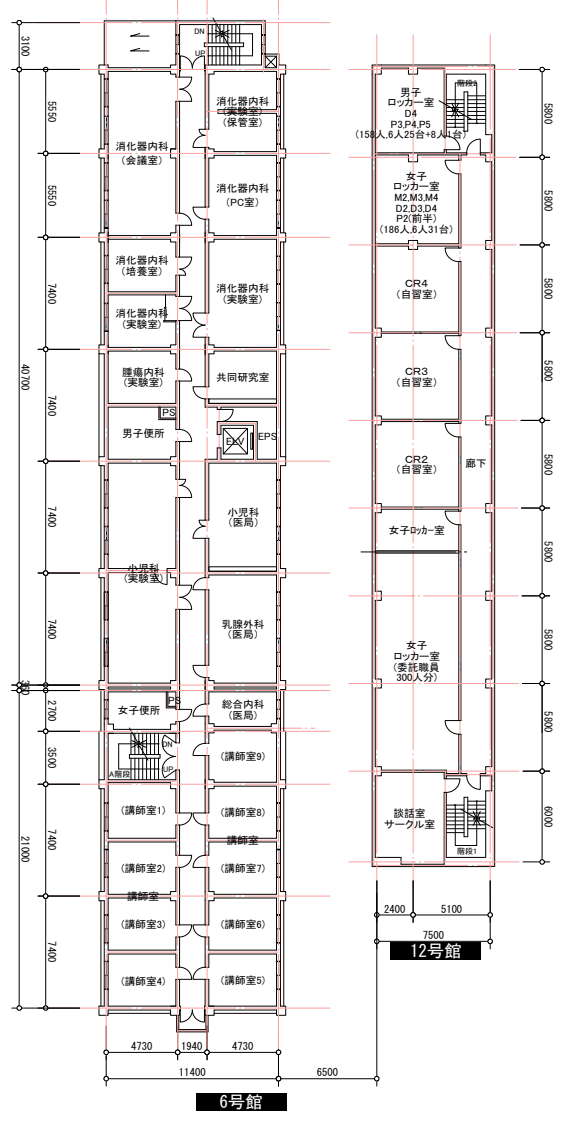 DN
UP
3100
5550
5550
7400
7400
40700
7400
7400
300
2700
3500
7400
21000
7400
消化器内科
(会議室)
消化器内科
(実験室)
(保管室)
消化器内科
(PC室)
消化器内科
(培養室)
消化器内科
(実験室)
消化器内科
(実験室)
腫瘍内科
(実験室)
共同研究室
PS
男子便所
ELV
EPS
小児科
(医局)
小児科
(実験室)
乳腺外科
(医局)
女子便所
PS
総合内科
(医局)
DN
UP
A階段
(講師室9)
(講師室1)
(講師室8)
講師室
(講師室2)
(講師室7)
講師室
(講師室3)
(講師室6)
(講師室4)
(講師室5)
4730
1940
4730
11400
6500
6号館
男子
ロッカー室
D4
P3,P4,P5
(158人,6人25台+8人1台)
階段2
女子
ロッカー室
M2,M3,M4
D2,D3,D4
P2(前半)
(186人,6人31台)
CR4
(自習室)
CR3
(自習室)
CR2
(自習室)
廊下
女子ロッカー室
女子
ロッカー室
(委託職員
300人分)
談話室
サークル室
階段1
5800
5800
5800
5800
5800
5800
5800
5800
6000
2400
5100
7500
12号館